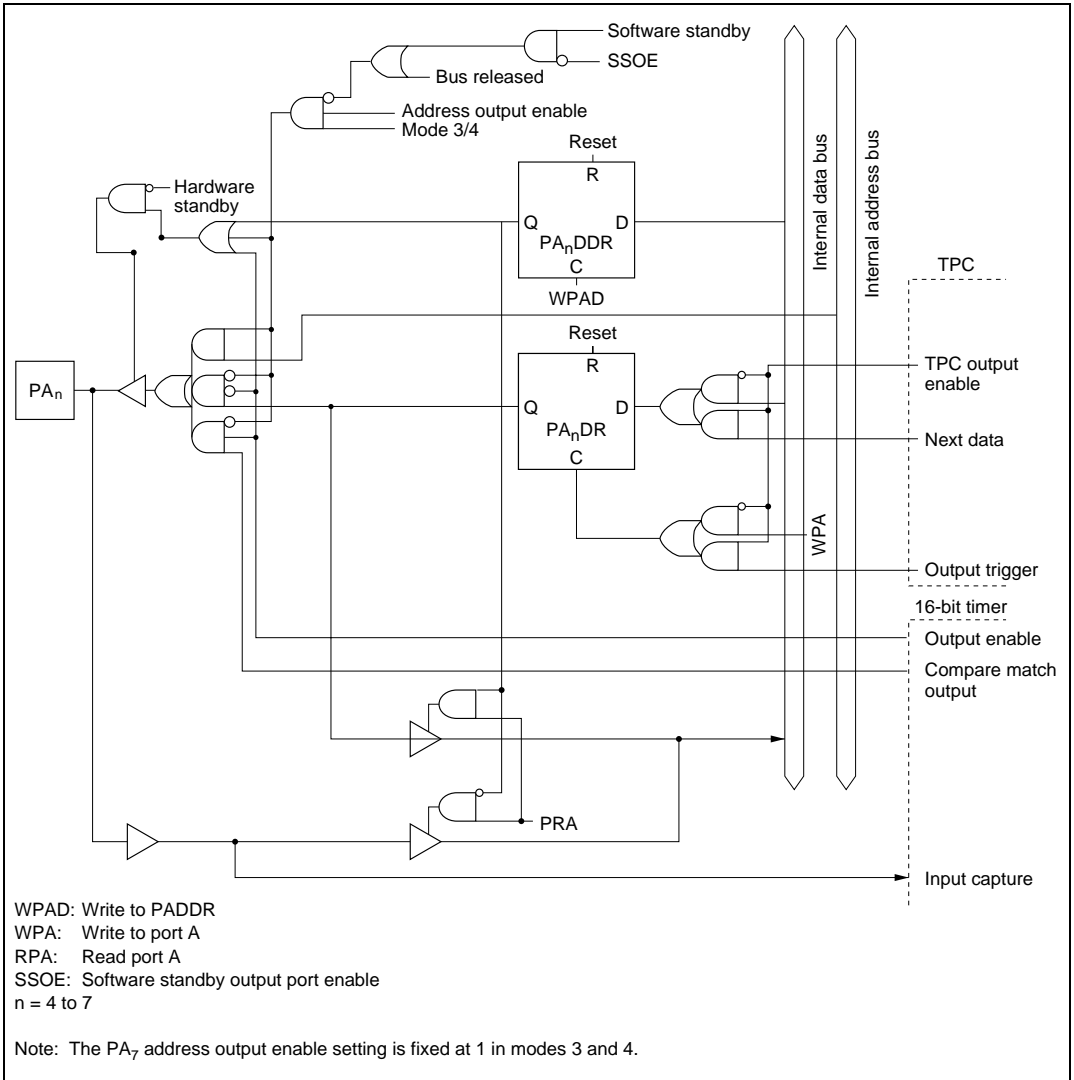 Software standby
SSOE
Bus released
Address output enable
Mode 3/4
Reset
R
Hardware
standby
Q
D
PAnDDR
C
WPAD
Internal data bus
Internal address bus
TPC
Reset
R
PAn
Q
D
PAnDR
C
TPC output
enable
Next data
WPA
Output trigger
16-bit timer
Output enable
Compare match
output
PRA
Input capture
WPAD: Write to PADDR
WPA: Write to port A
RPA: Read port A
SSOE: Software standby output port enable
n = 4 to 7
Note: The PA7 address output enable setting is fixed at 1 in modes 3 and 4.